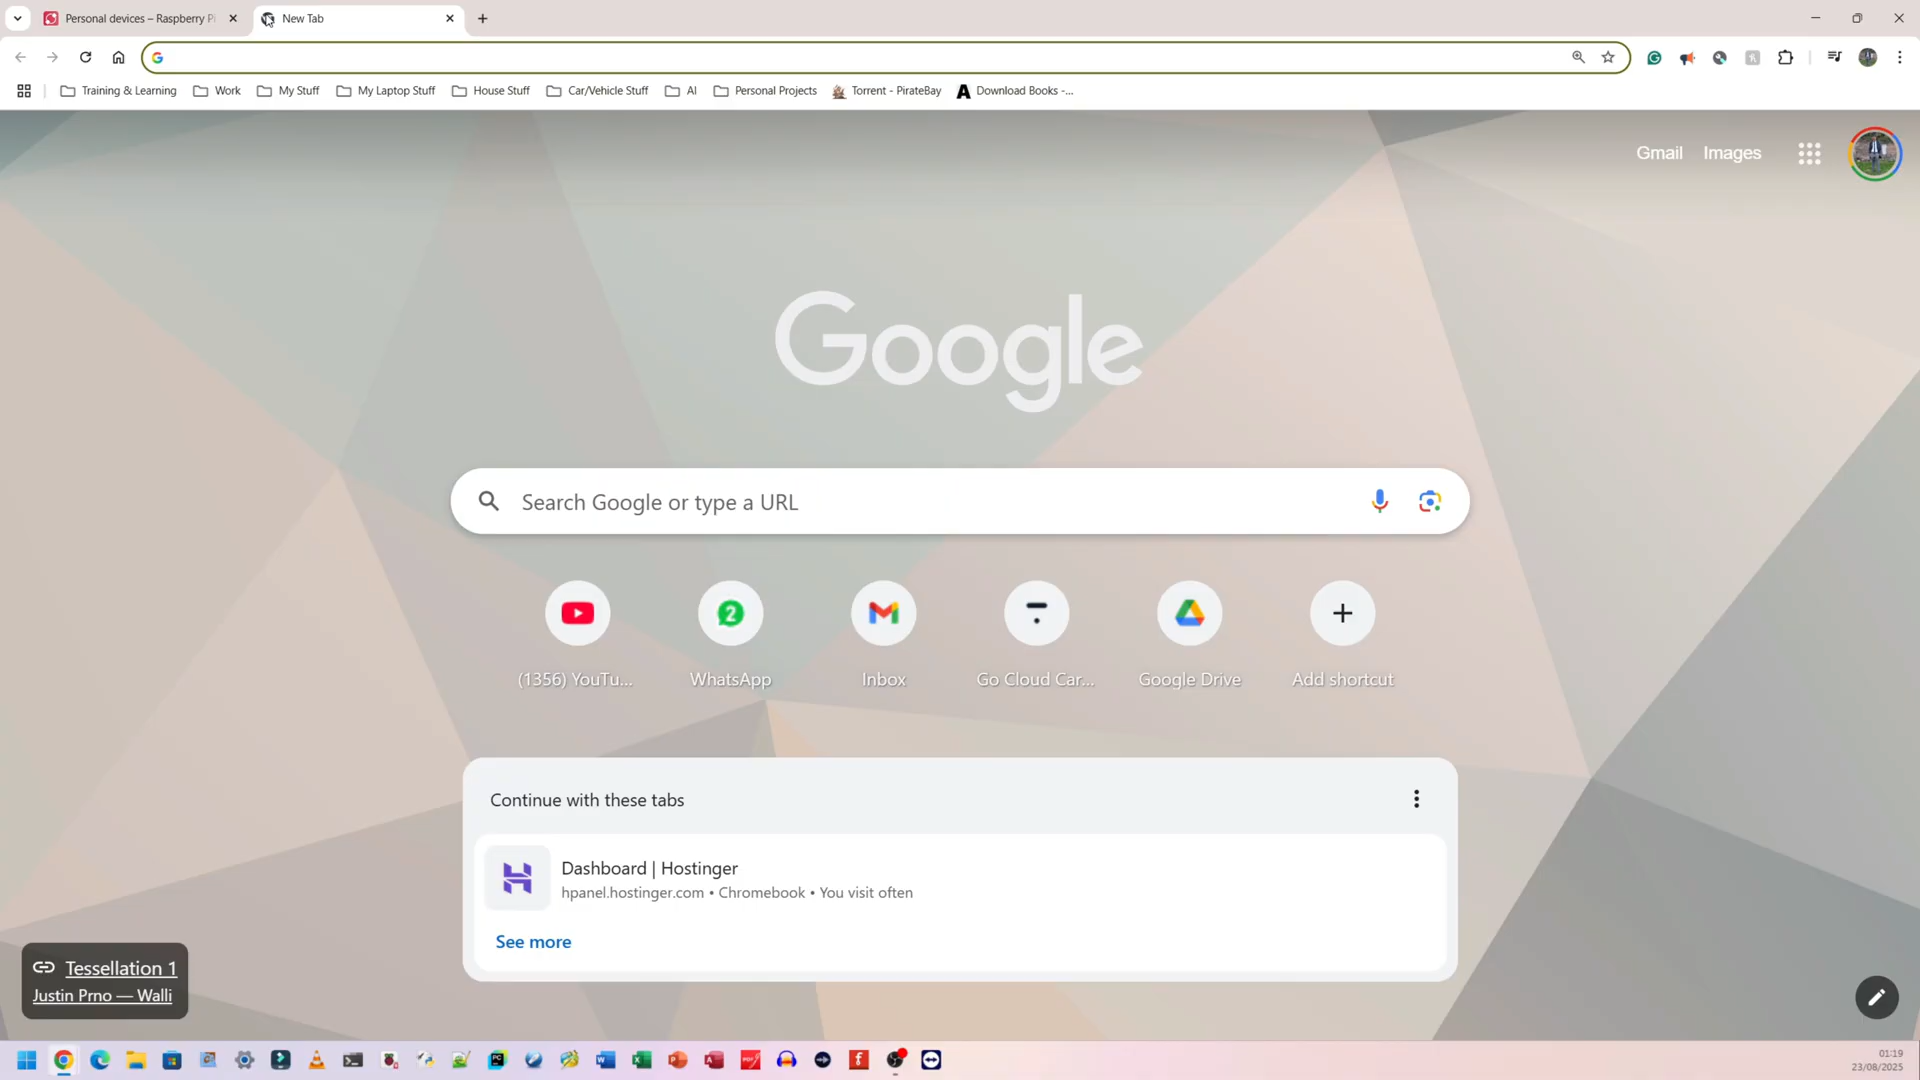 Personal devices – Raspberry Pi
New Tab
Training & Learning
Work
My Stuff
My Laptop Stuff
House Stuff
Car/Vehicle Stuff
AI
Personal Projects
Torrent - PirateBay
Download Books -...
Gmail
Images
Google
Search Google or type a URL
2
(1356) YouTu...
WhatsApp
Inbox
Go Cloud Car...
Google Drive
Add shortcut
Continue with these tabs
Dashboard | Hostinger
hpanel.hostinger.com • Chromebook • You visit often
See more
Tessellation 1
Justin Prno — Walli
01:19
23/08/2025